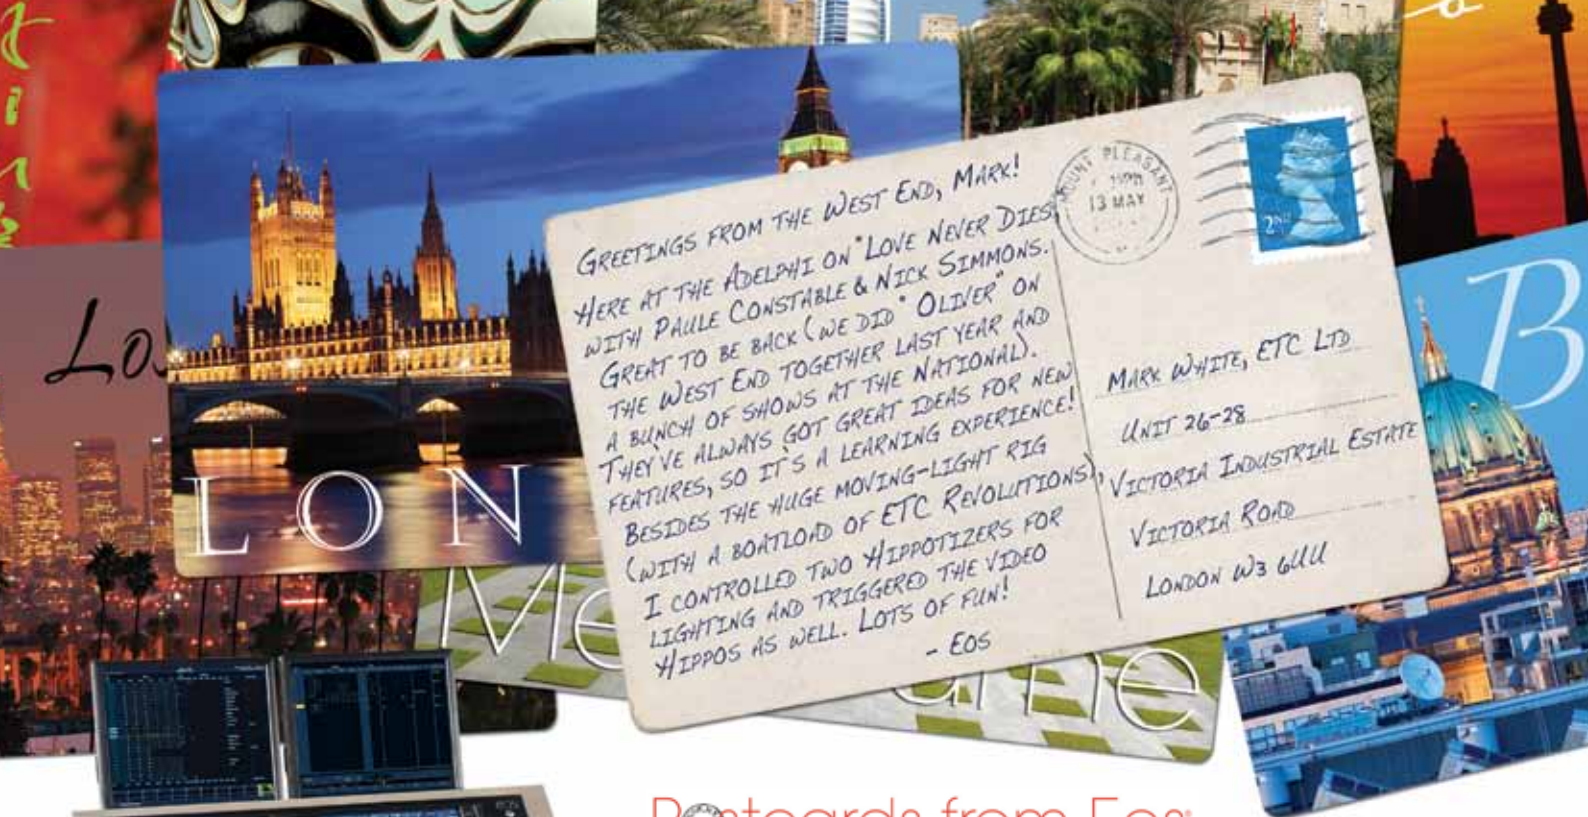 Lo
LON
Me
ame
B
GREETINGS FROM THE WEST END, MARK!
HERE AT THE ADELPHI ON "LOVE NEVER DIES
WITH PAULE CONSTABLE & NICK SIMMONS.
GREAT TO BE BACK (WE DID "OLIVER" ON
THE WEST END TOGETHER LAST YEAR AND
A BUNCH OF SHOWS AT THE NATIONAL).
THEY'VE ALWAYS GOT GREAT IDEAS FOR NEW
FEATURES, SO IT'S A LEARNING EXPERIENCE!
BESIDES THE HUGE MOVING-LIGHT RIG
(WITH A BOATLOAD OF ETC REVOLUTIONS),
I CONTROLLED TWO HIPPOTIZERS FOR
LIGHTING AND TRIGGERED THE VIDEO
HIPPOS AS WELL. LOTS OF FUN!
- EOS
MOUNT PLEASANT
13 MAY
2ND
MARK WHITE, ETC LTD
UNIT 26-28
VICTORIA INDUSTRIAL ESTATE
VICTORIA ROAD
LONDON W3 6UU
Postcards from Eos®